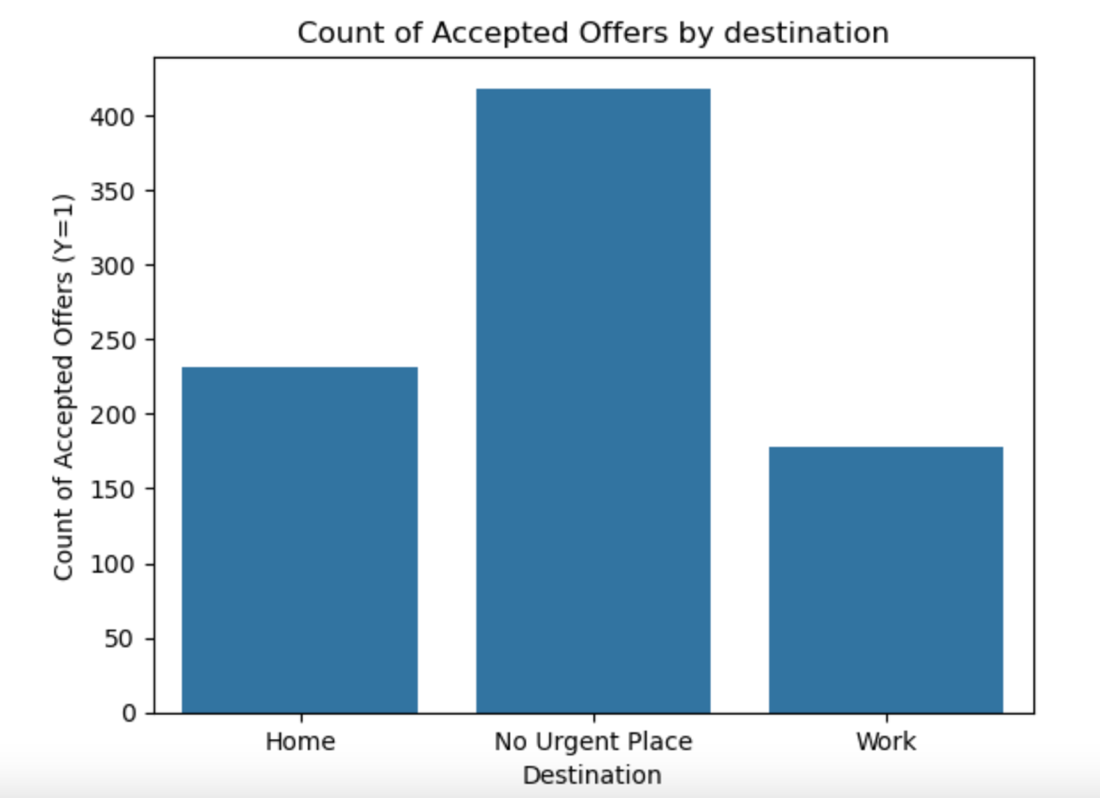 Count of Accepted Offers by destination
Count of Accepted Offers (Y=1)
400
350
300
250
200
150
100
50
0
Home No Urgent Place Work
Destination